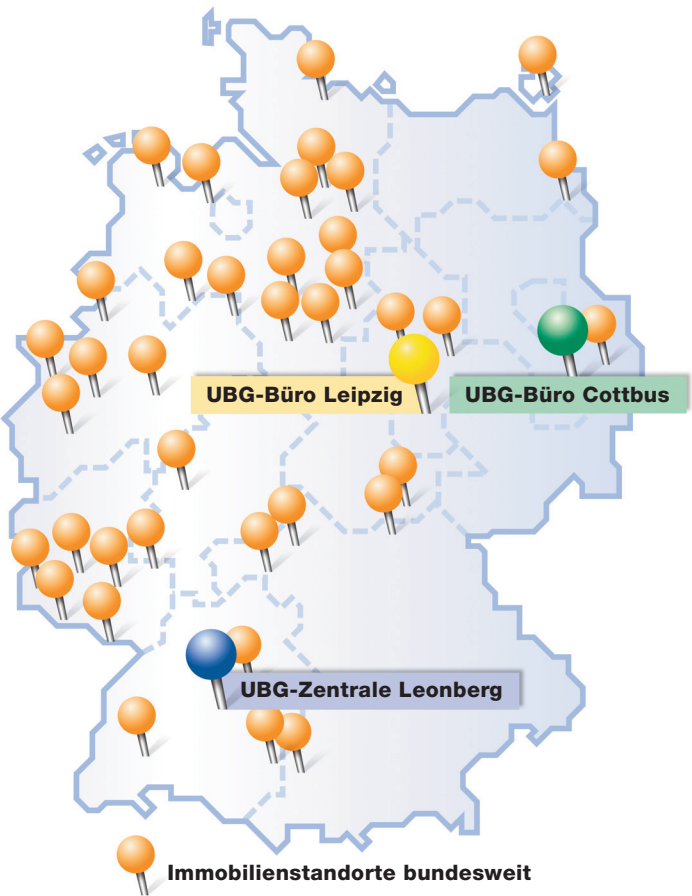 UBG-Büro Leipzig
UBG-Büro Cottbus
UBG-Zentrale Leonberg
Immobilienstandorte bundesweit